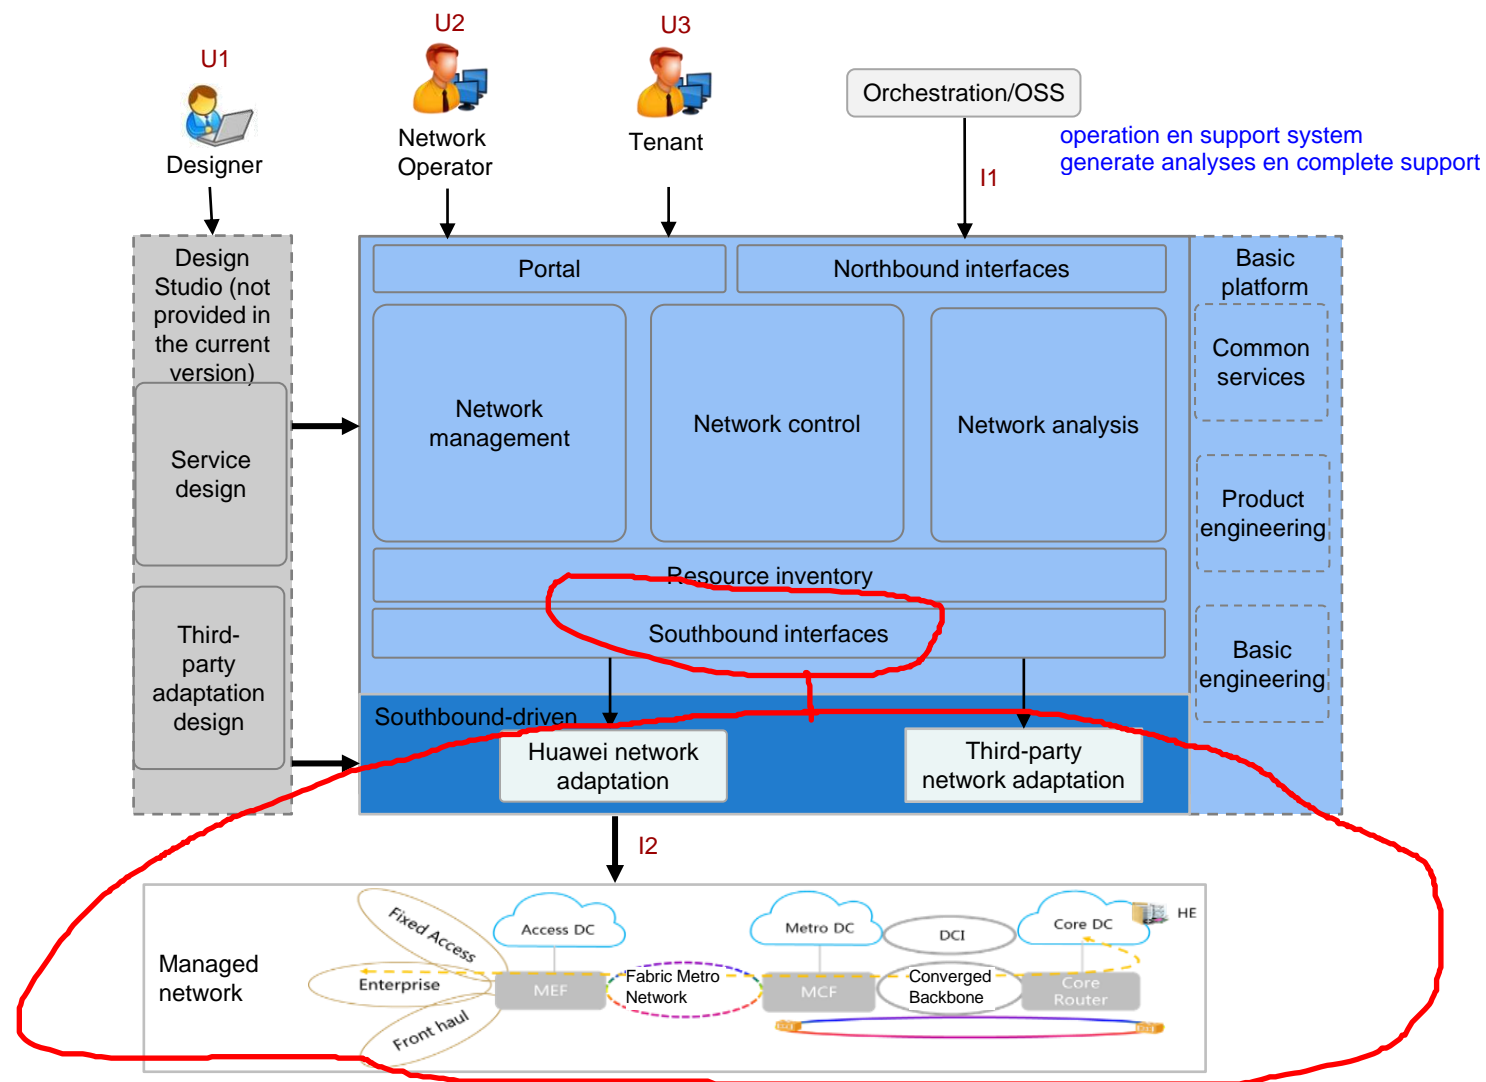 U1
U2
U3
Designer
Network
Operator
Tenant
Orchestration/OSS
operation en support system
generate analyses en complete support
I1
Design
Studio (not
provided in
the current
version)
Service
design
Third-
party
adaptation
design
Portal
Northbound interfaces
Network
management
Network control
Network analysis
Resource inventory
Southbound interfaces
Basic
platform
Common
services
Product
engineering
Basic
engineering
Southbound-driven
Huawei network
adaptation
Third-party
network adaptation
I2
Managed
network
Fixed Access
Enterprise
Front haul
Access DC
MEF
Fabric Metro
Network
Metro DC
MCF
DCI
Converged
Backbone
Core DC
HE
Core
Router